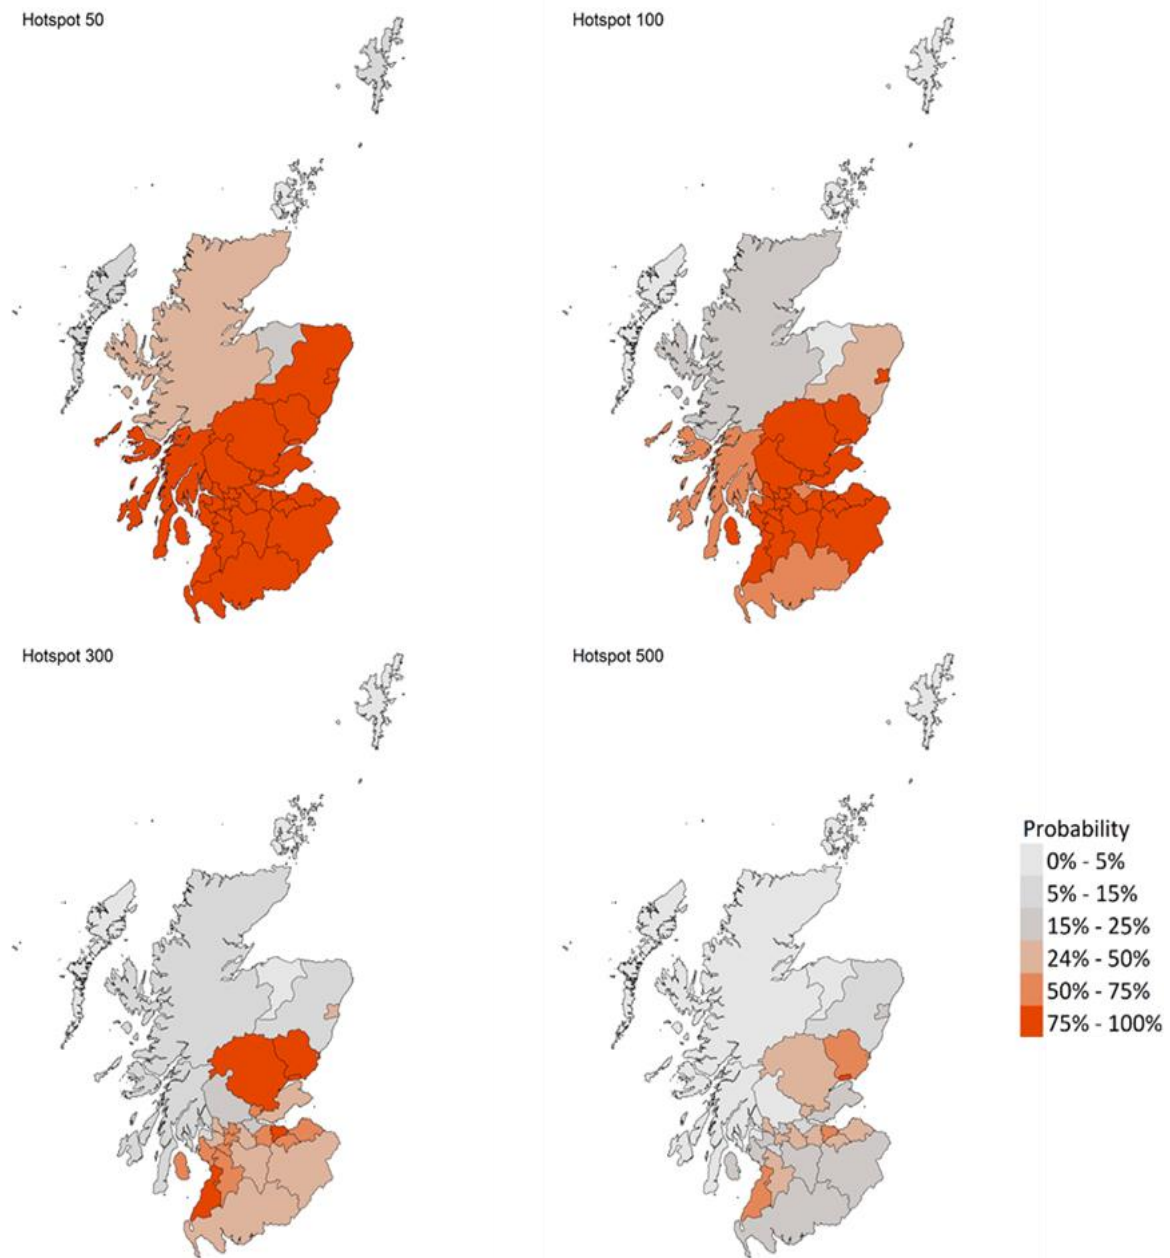 Hotspot 50
Hotspot 100
Hotspot 300
Hotspot 500
Probability
0% - 5%
5% - 15%
15% - 25%
24% - 50%
50% - 75%
75% - 100%